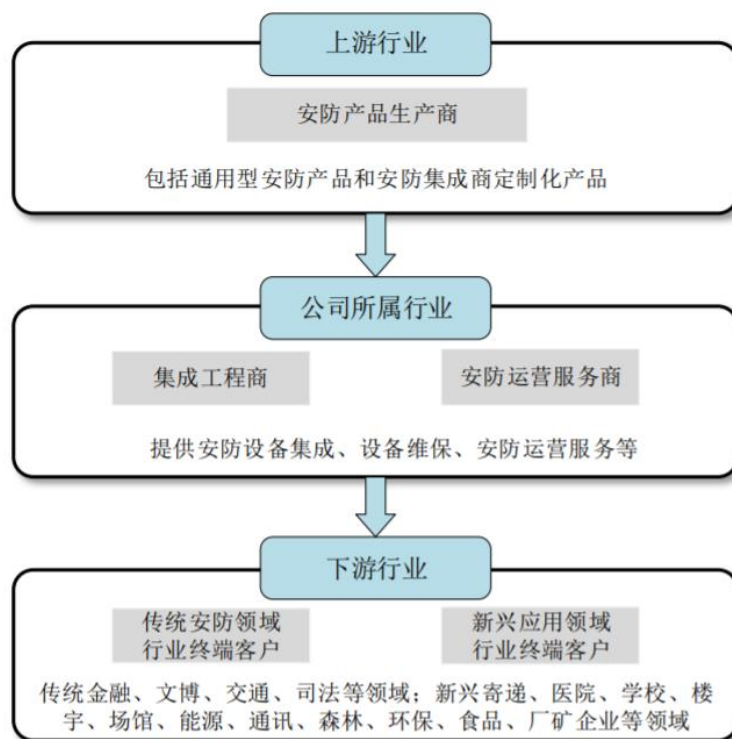 上游行业
安防产品生产商
包括通用型安防产品和安防集成商定制化产品
公司所属行业
集成工程商
安防运营服务商
提供安防设备集成、设备维保、安防运营服务等
下游行业
传统安防领域
行业终端客户
新兴应用领域
行业终端客户
传统金融、文博、交通、司法等领域；新兴寄递、医院、学校、楼
宇、场馆、能源、通讯、森林、环保、食品、厂矿企业等领域